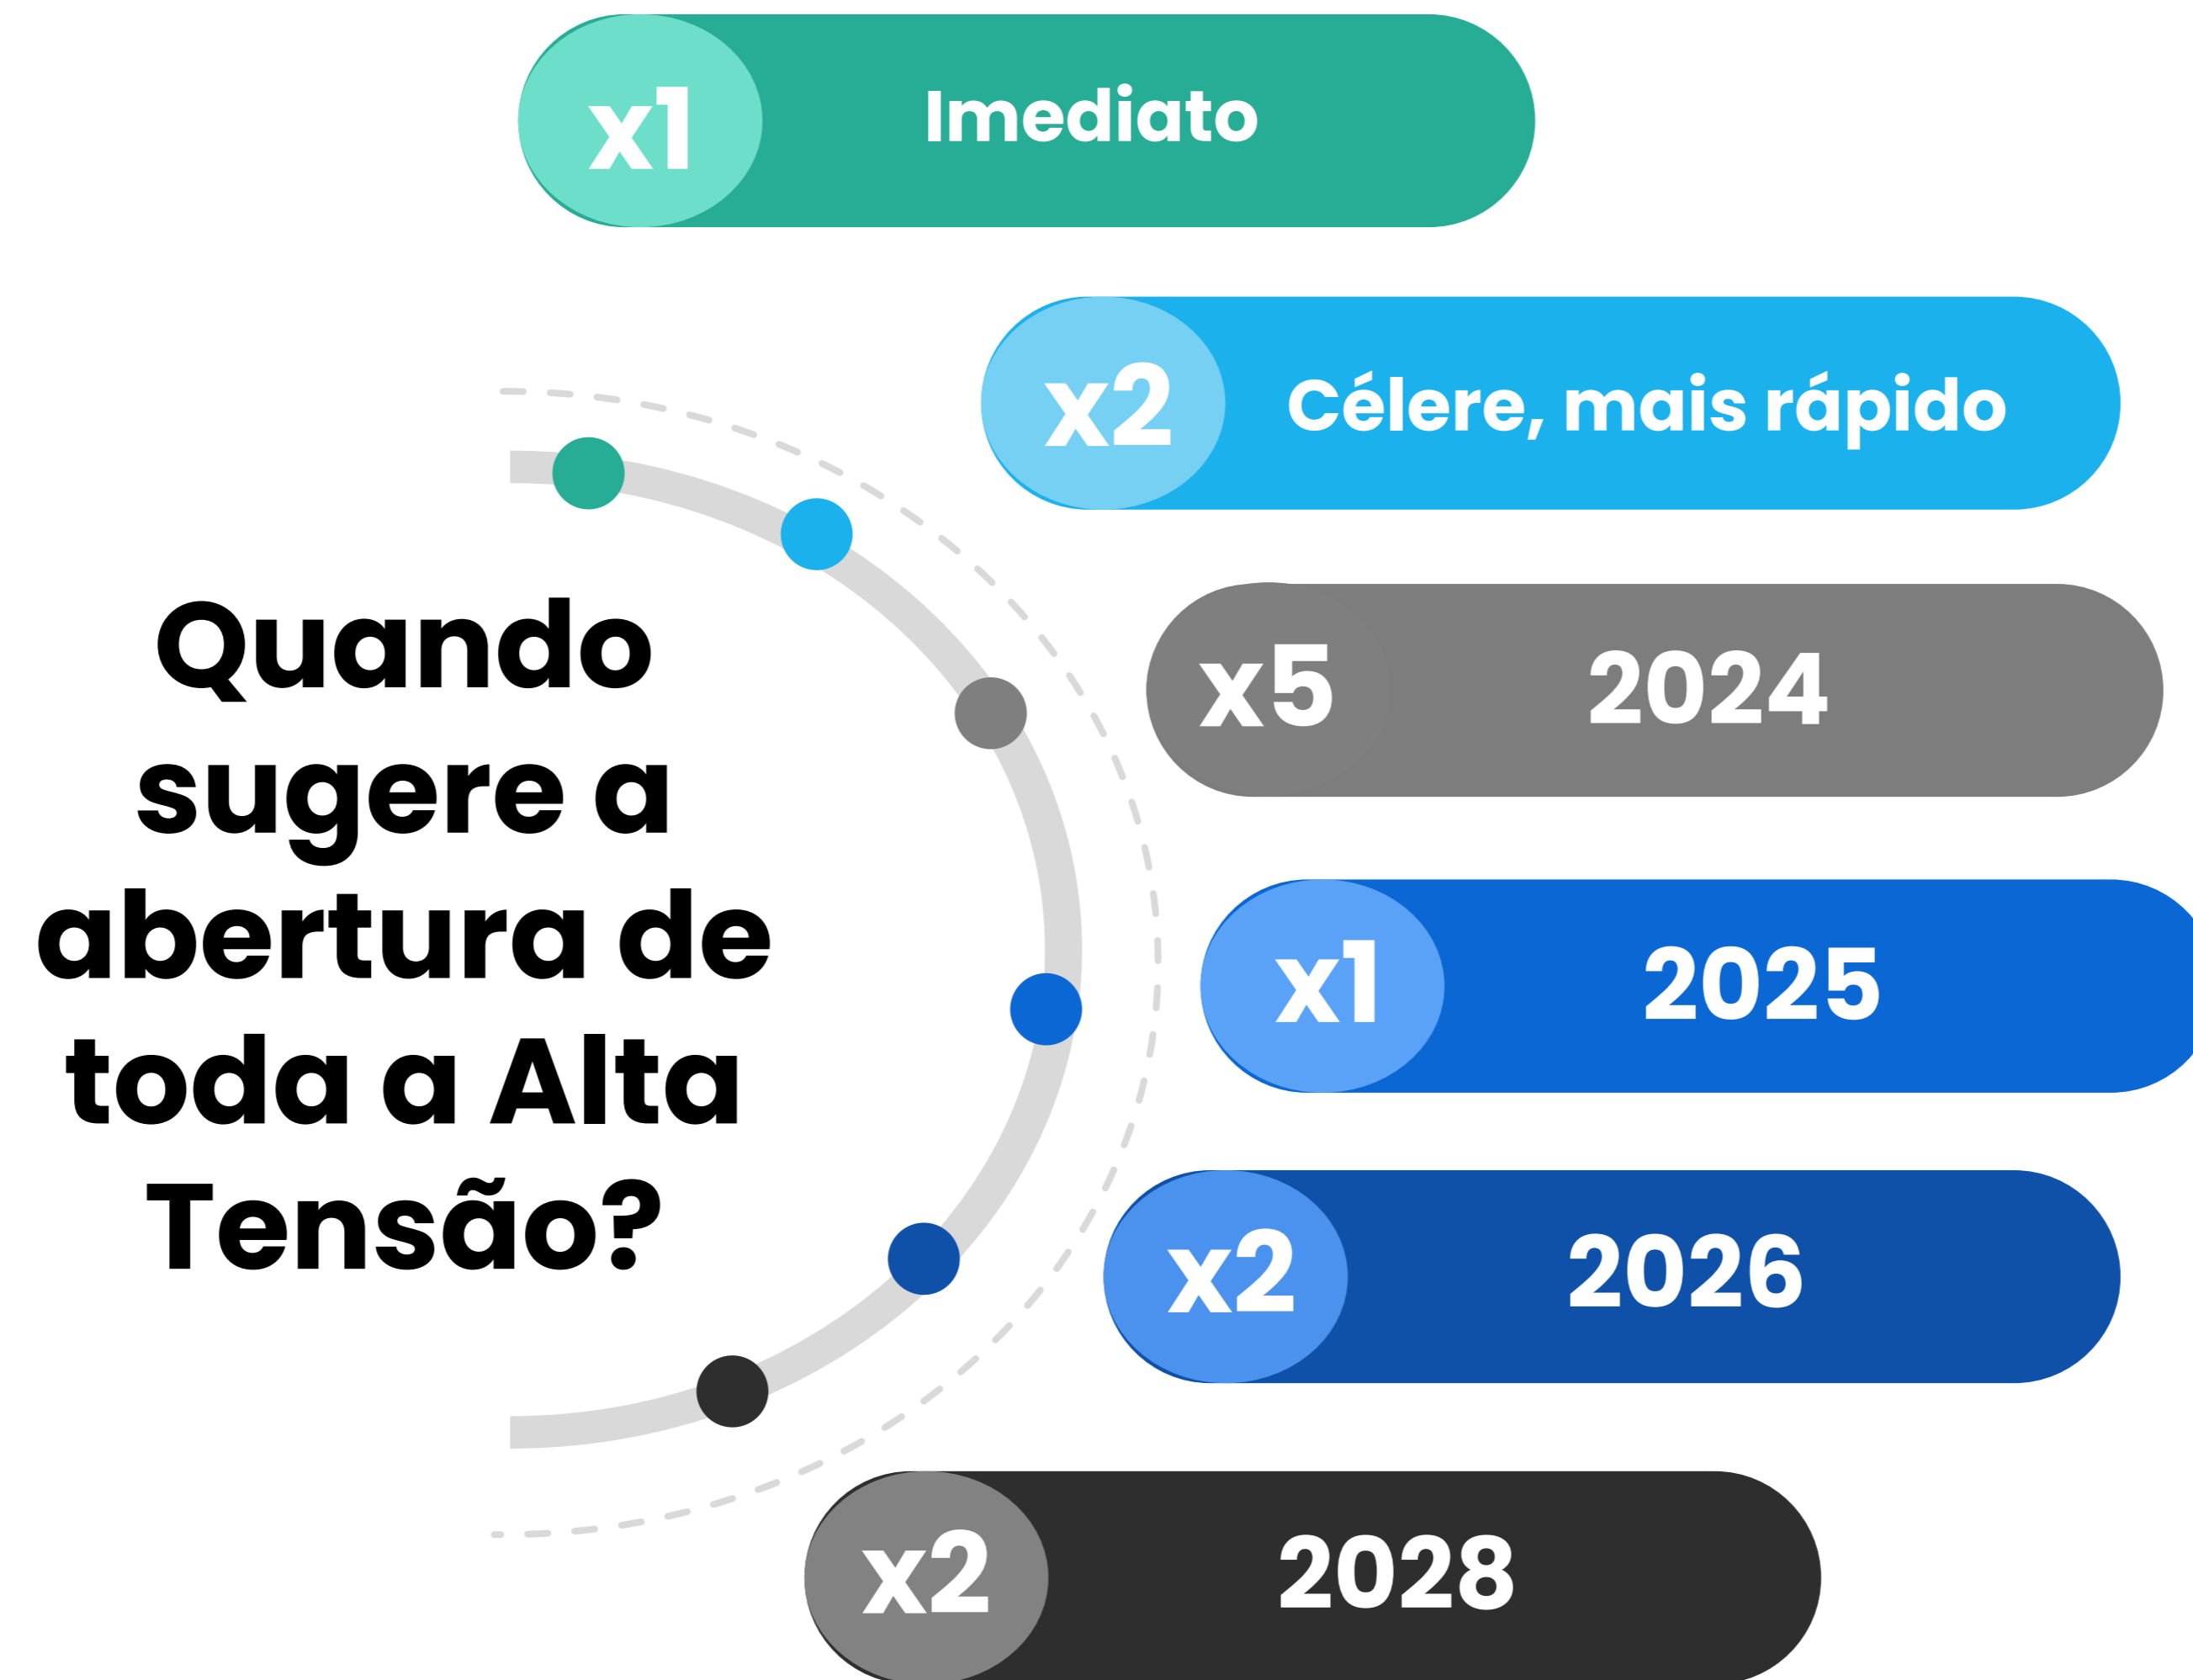 x1
Imediato
x2
Célere, mais rápido
x5
2024
Quando
sugere a
abertura de
toda a Alta
Tensão?
x1
2025
x2
2026
x2
2028